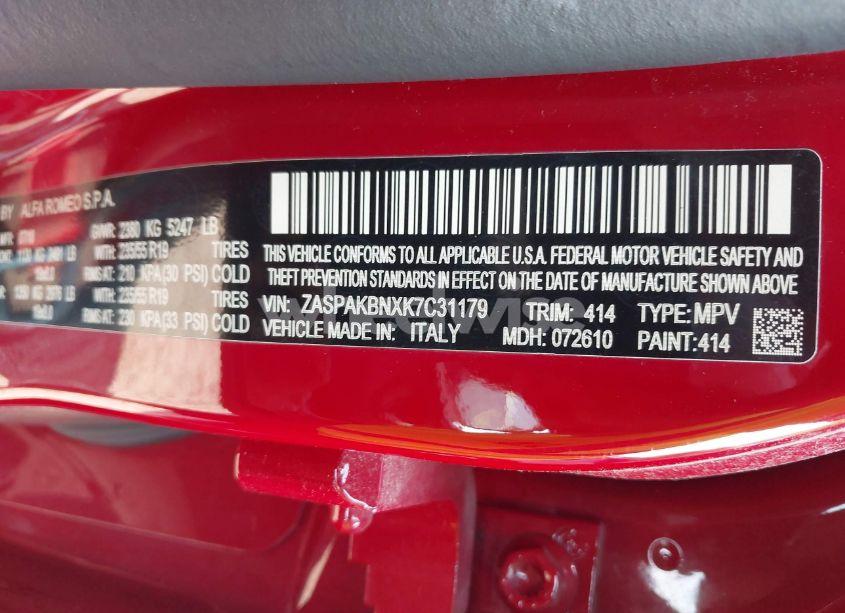 BY ALFA ROMEO S.P.A.
GVWR: 2380 KG 5247 LB
WITH: 235/55 R19 TIRES
RIMS AT: 210 KPA(30 PSI) COLD
WITH: 235/55 R19 TIRES
RIMS AT: 230 KPA(33 PSI) COLD
THIS VEHICLE CONFORMS TO ALL APPLICABLE U.S.A. FEDERAL MOTOR VEHICLE SAFETY AND
THEFT PREVENTION STANDARDS IN EFFECT ON THE DATE OF MANUFACTURE SHOWN ABOVE
VIN: ZASPAKBNXK7C31179 TRIM: 414 TYPE: MPV
VEHICLE MADE IN: ITALY MDH: 072610 PAINT:414